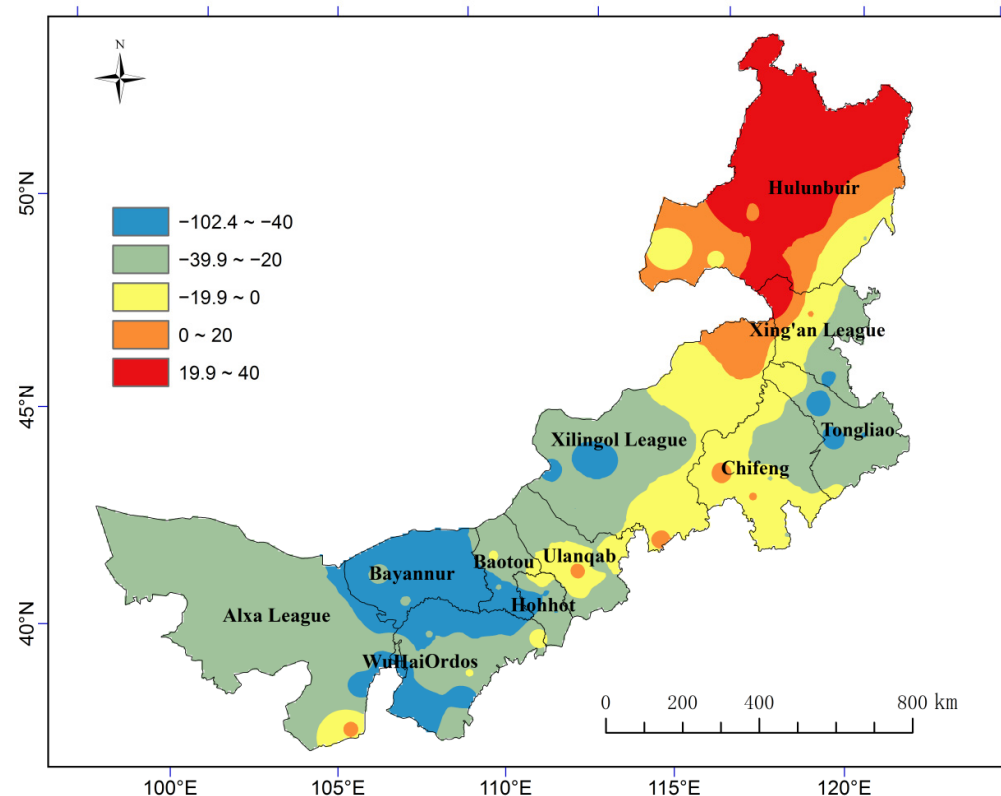 N
50°N
45°N
40°N
−102.4 ~ −40
−39.9 ~ −20
−19.9 ~ 0
0 ~ 20
19.9 ~ 40
Hulunbuir
Xing'an League
Xilingol League
Tongliao
Chifeng
Baotou
Ulanqab
Bayannur
Hohhot
Alxa League
WuHaiOrdos
0 200 400 800 km
100°E 105°E 110°E 115°E 120°E